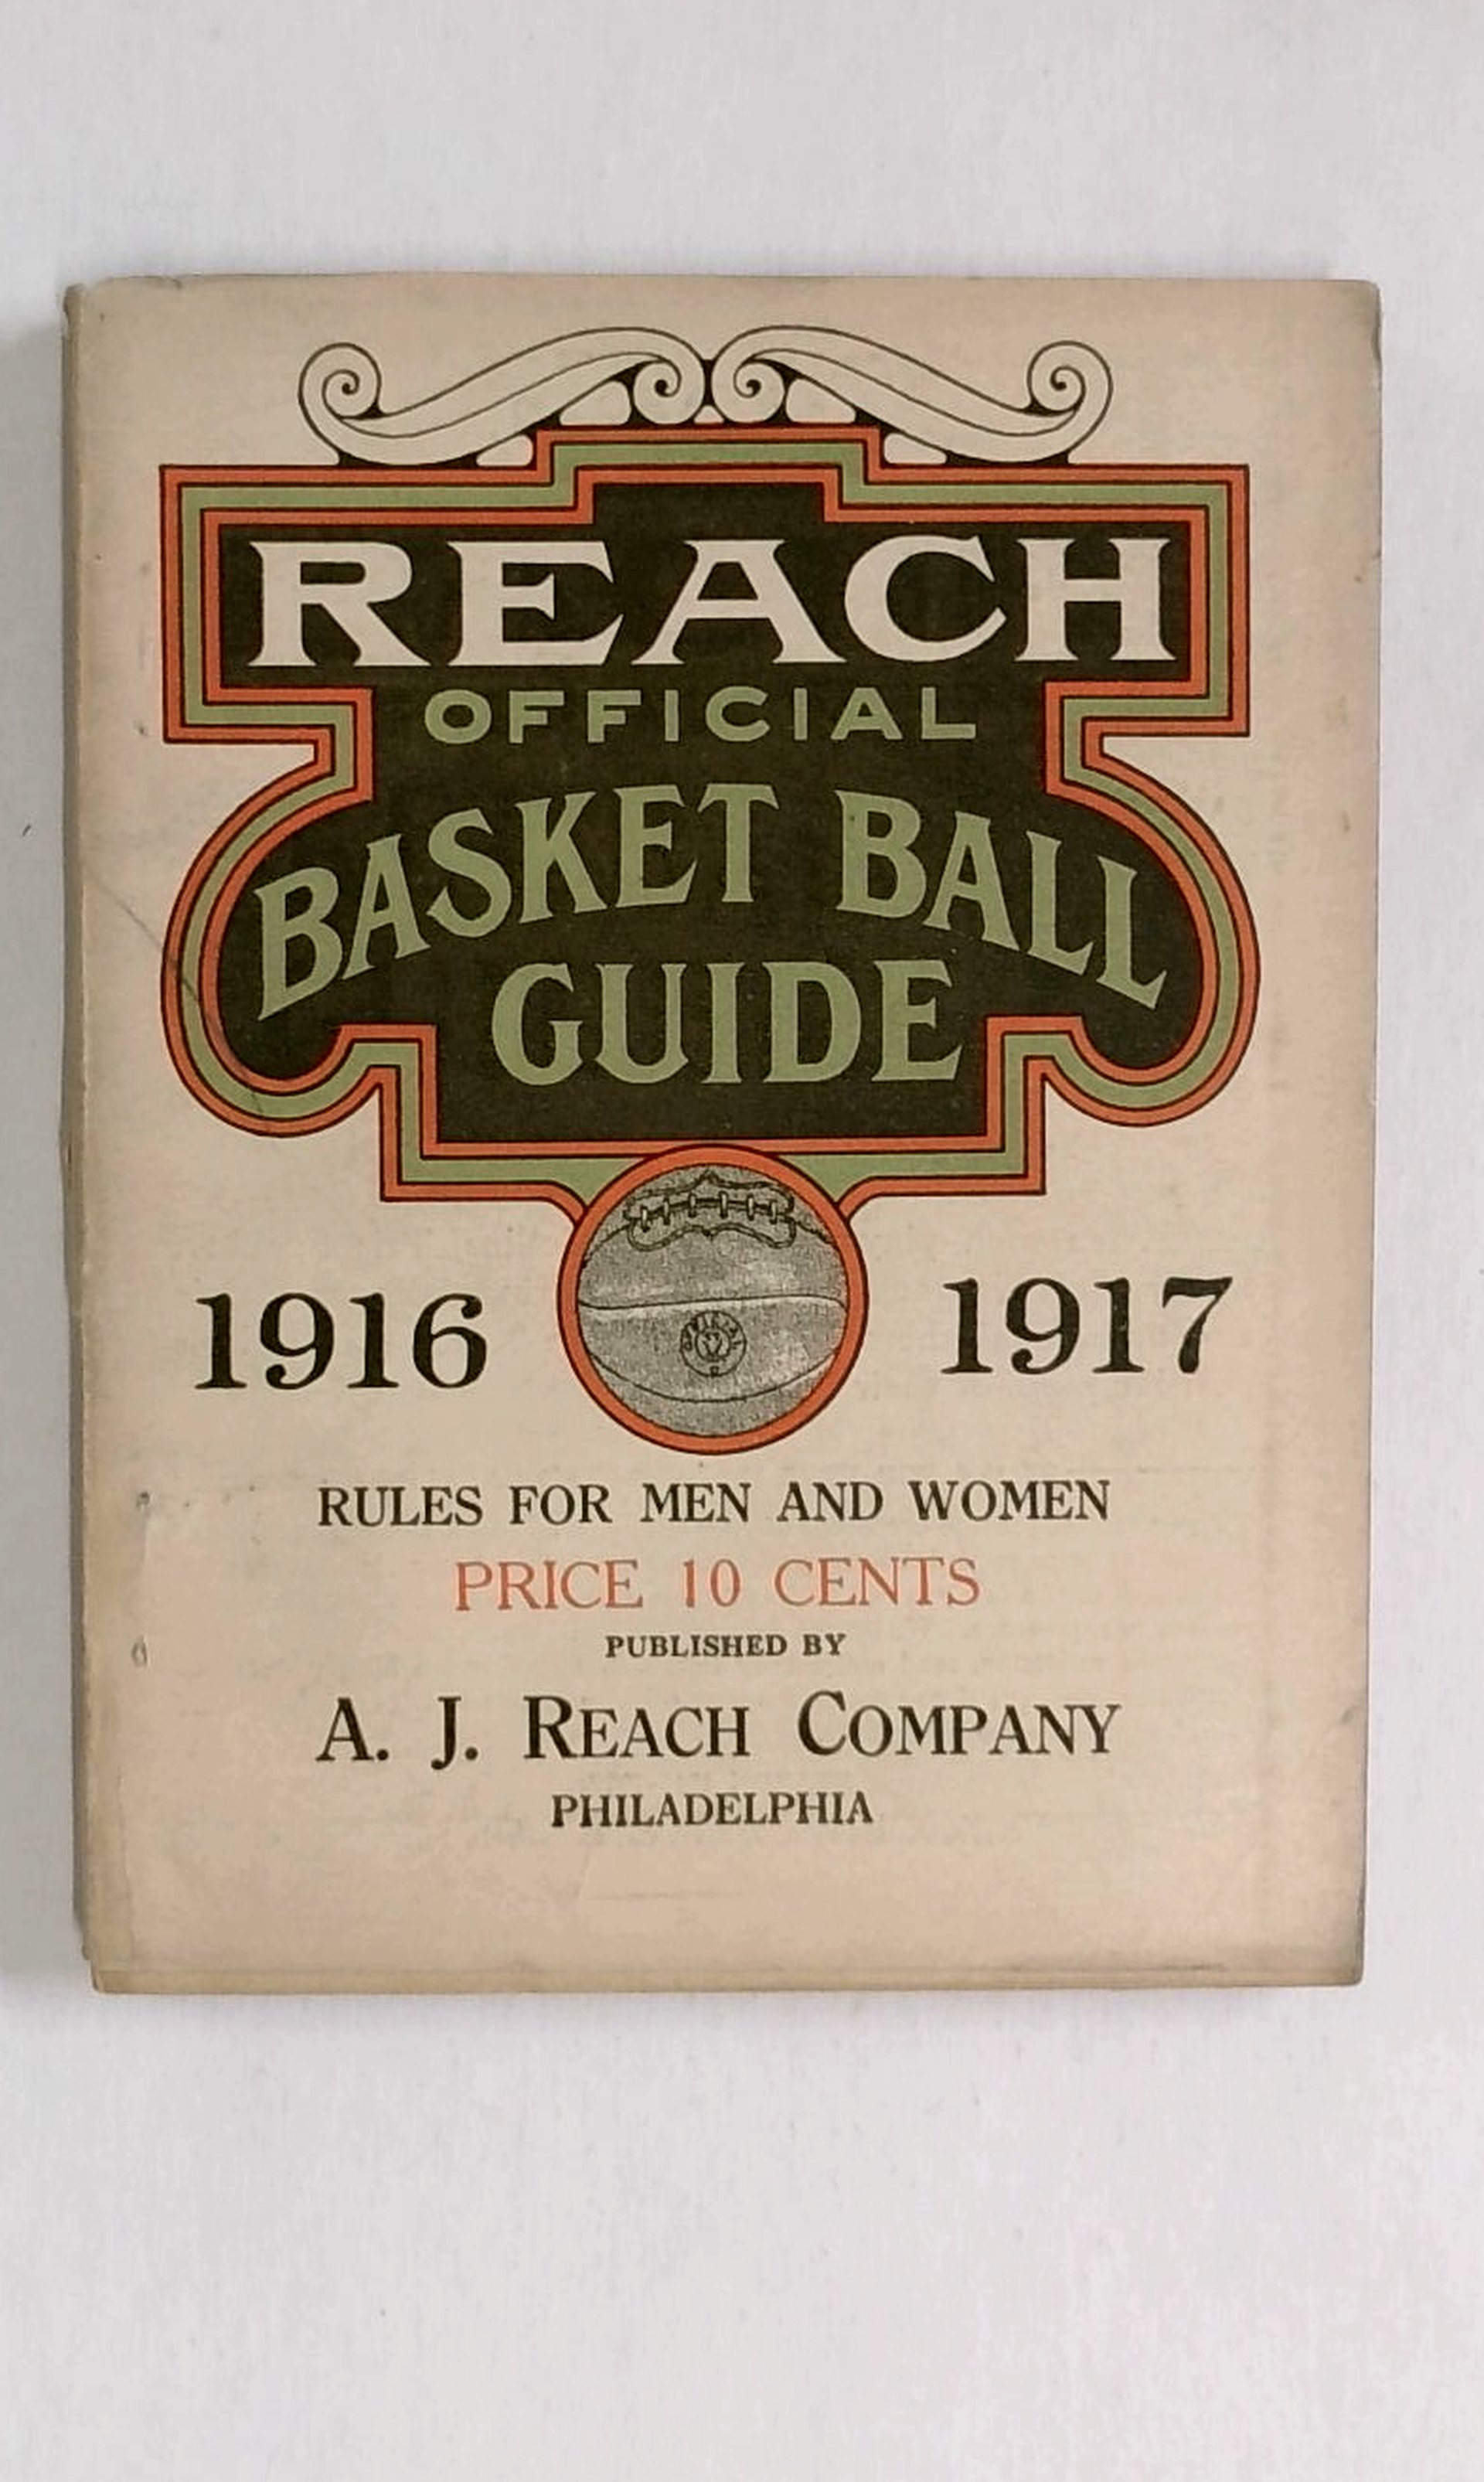 REACH
OFFICIAL
BASKET BALL
GUIDE
1916 1917
OFFICIAL
RULES FOR MEN AND WOMEN
PRICE 10 CENTS
PUBLISHED BY
A. J. REACH COMPANY
PHILADELPHIA